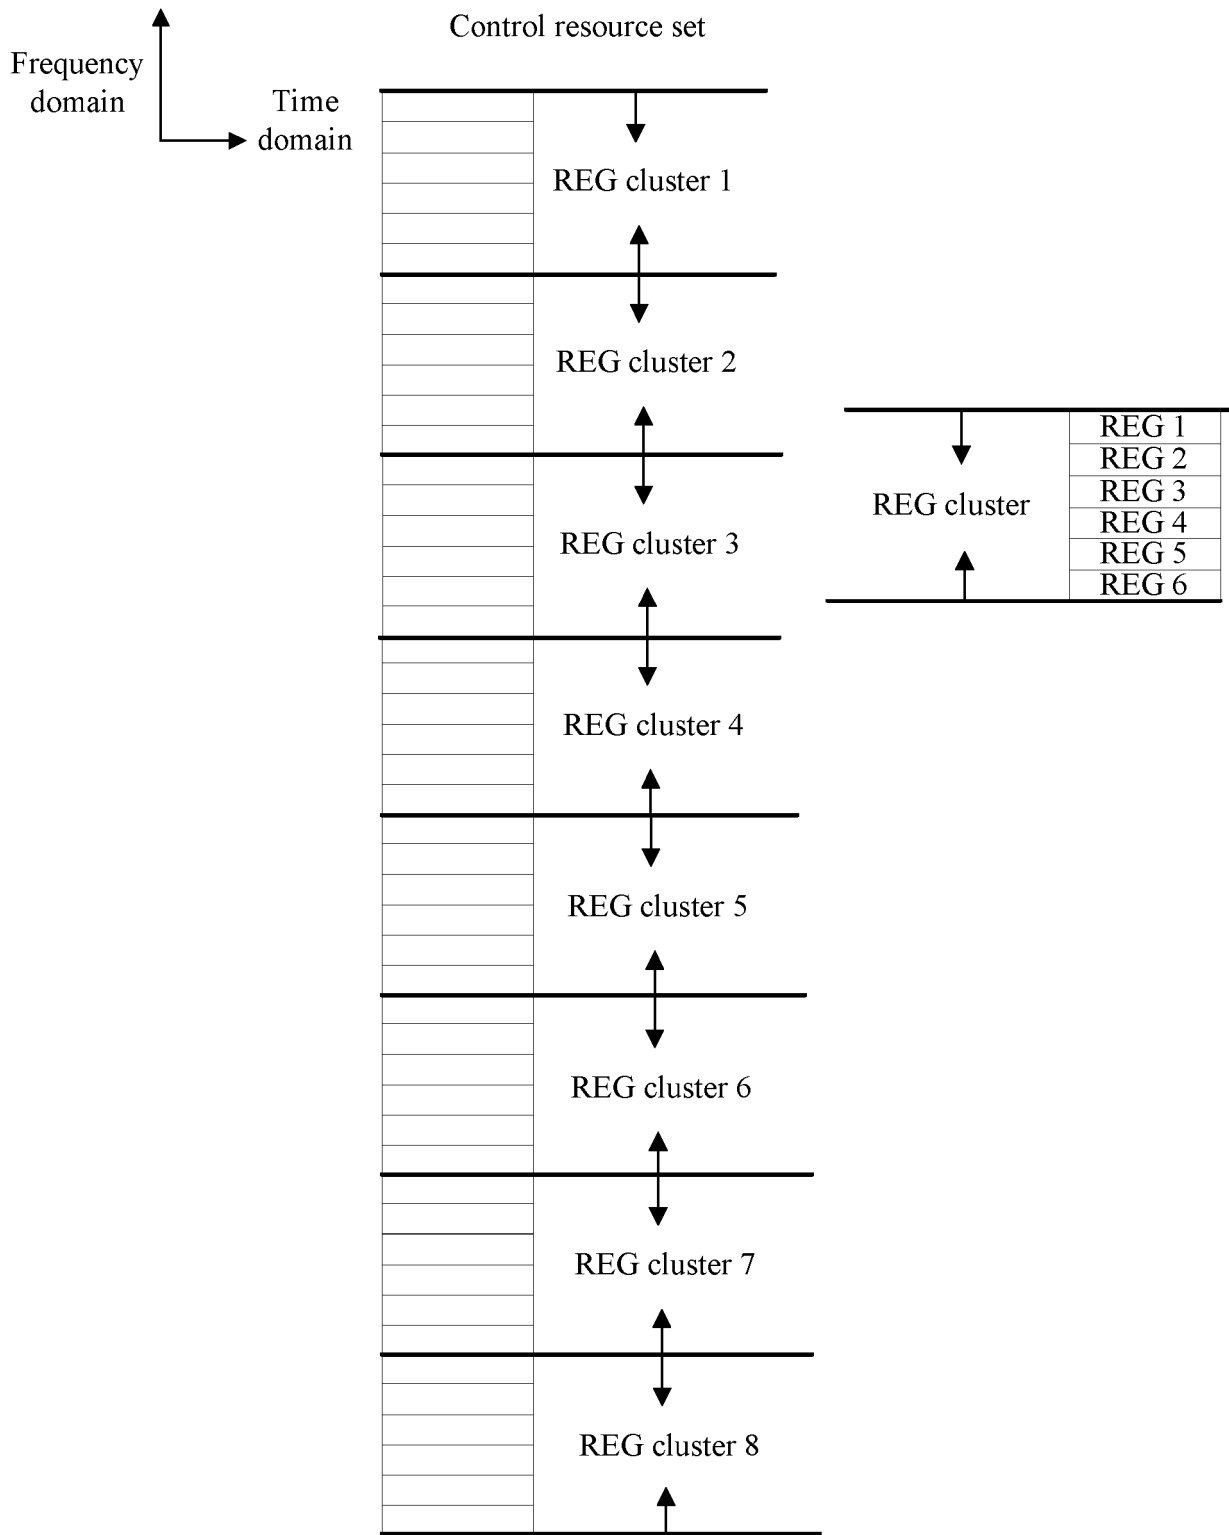 Control resource set
Frequency
domain
Time
domain
REG cluster 1
REG cluster 2
REG cluster 3
REG cluster 4
REG cluster 5
REG cluster 6
REG cluster 7
REG cluster 8
REG cluster
REG 1
REG 2
REG 3
REG 4
REG 5
REG 6